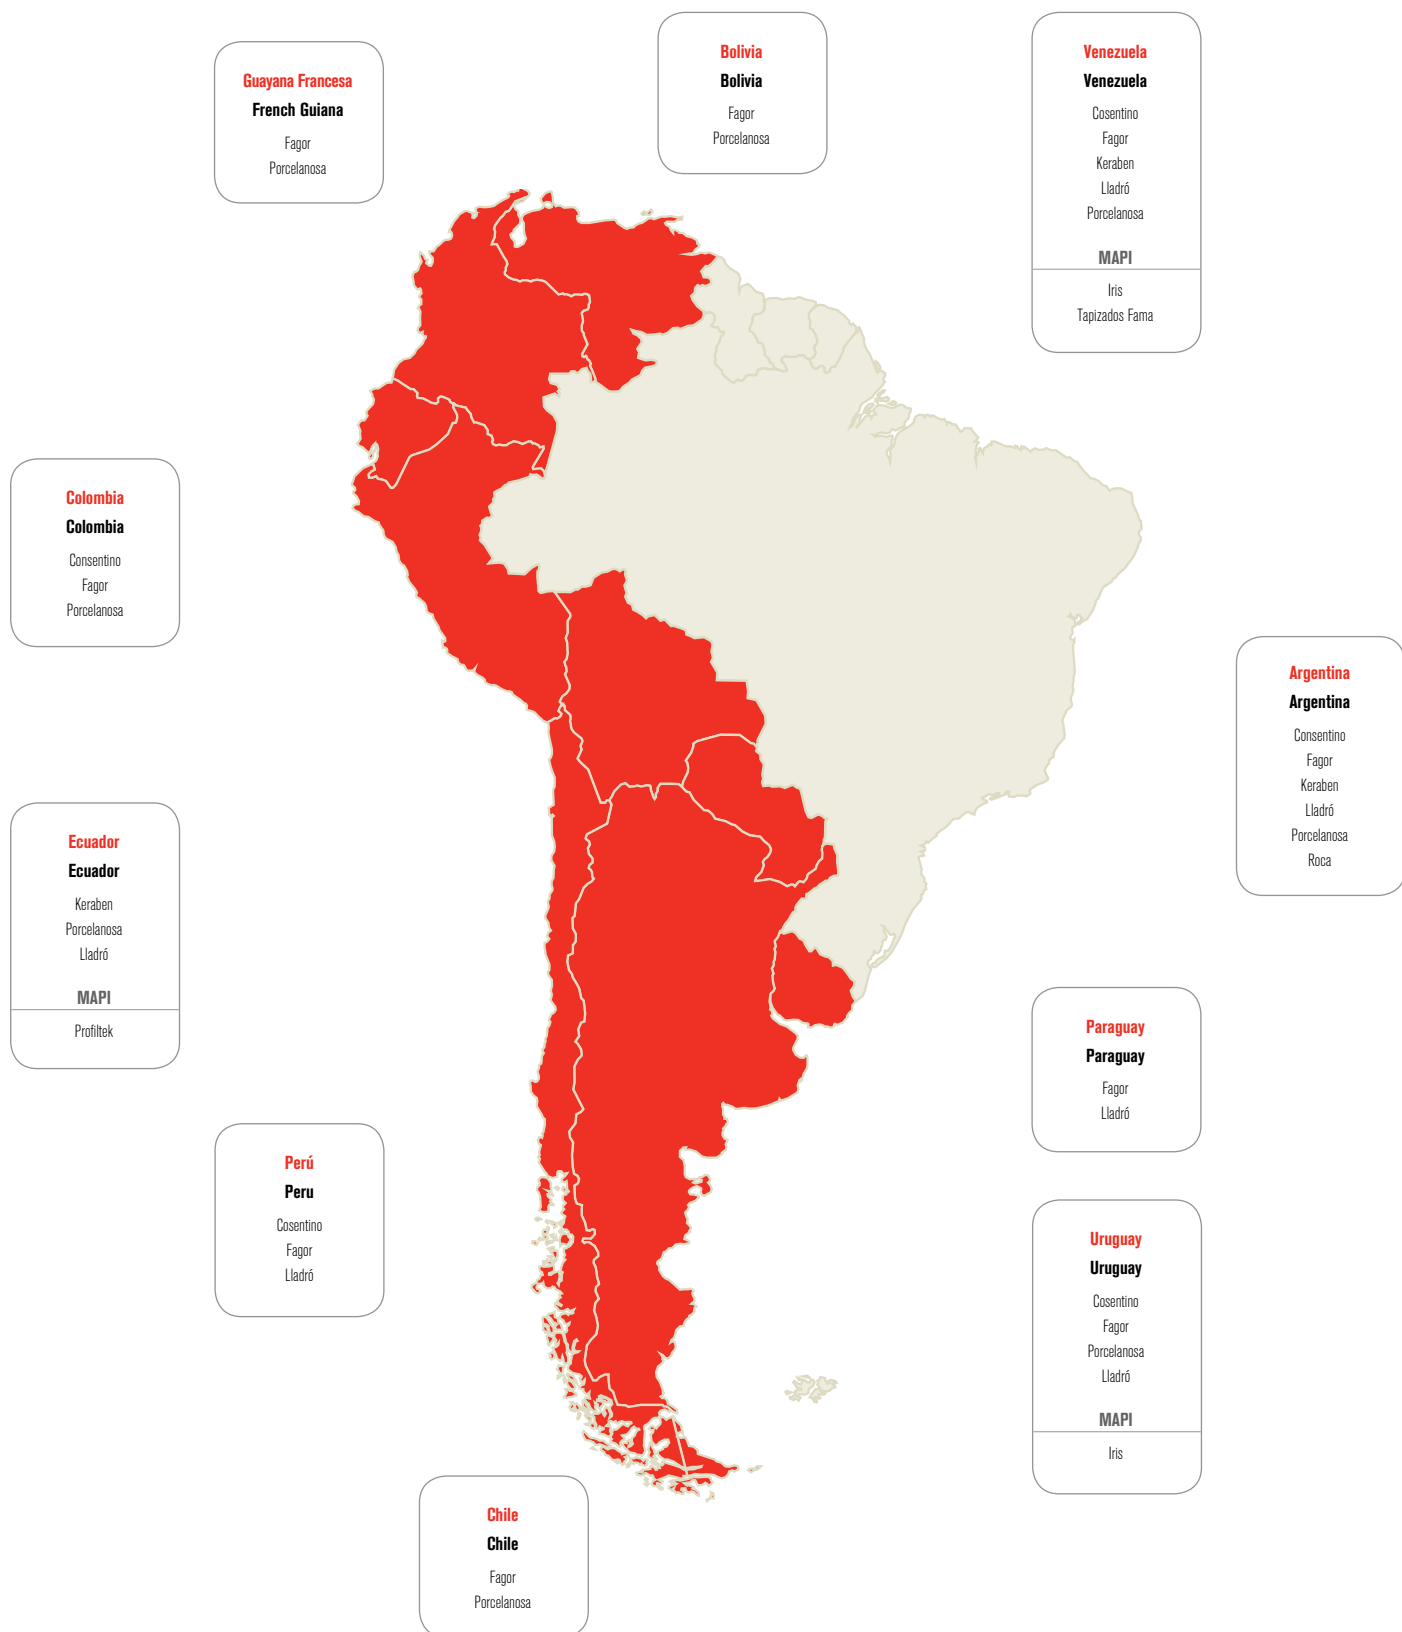 Guayana Francesa
French Guiana
Fagor
Porcelanosa
Bolivia
Bolivia
Fagor
Porcelanosa
Venezuela
Venezuela
Cosentino
Fagor
Keraben
Lladró
Porcelanosa
MAPI
Iris
Tapizados Fama
Colombia
Colombia
Consentino
Fagor
Porcelanosa
Argentina
Argentina
Consentino
Fagor
Keraben
Lladró
Porcelanosa
Roca
Ecuador
Ecuador
Keraben
Porcelanosa
Lladró
MAPI
Profiltek
Paraguay
Paraguay
Fagor
Lladró
Perú
Peru
Cosentino
Fagor
Lladró
Uruguay
Uruguay
Cosentino
Fagor
Porcelanosa
Lladró
MAPI
Iris
Chile
Chile
Fagor
Porcelanosa